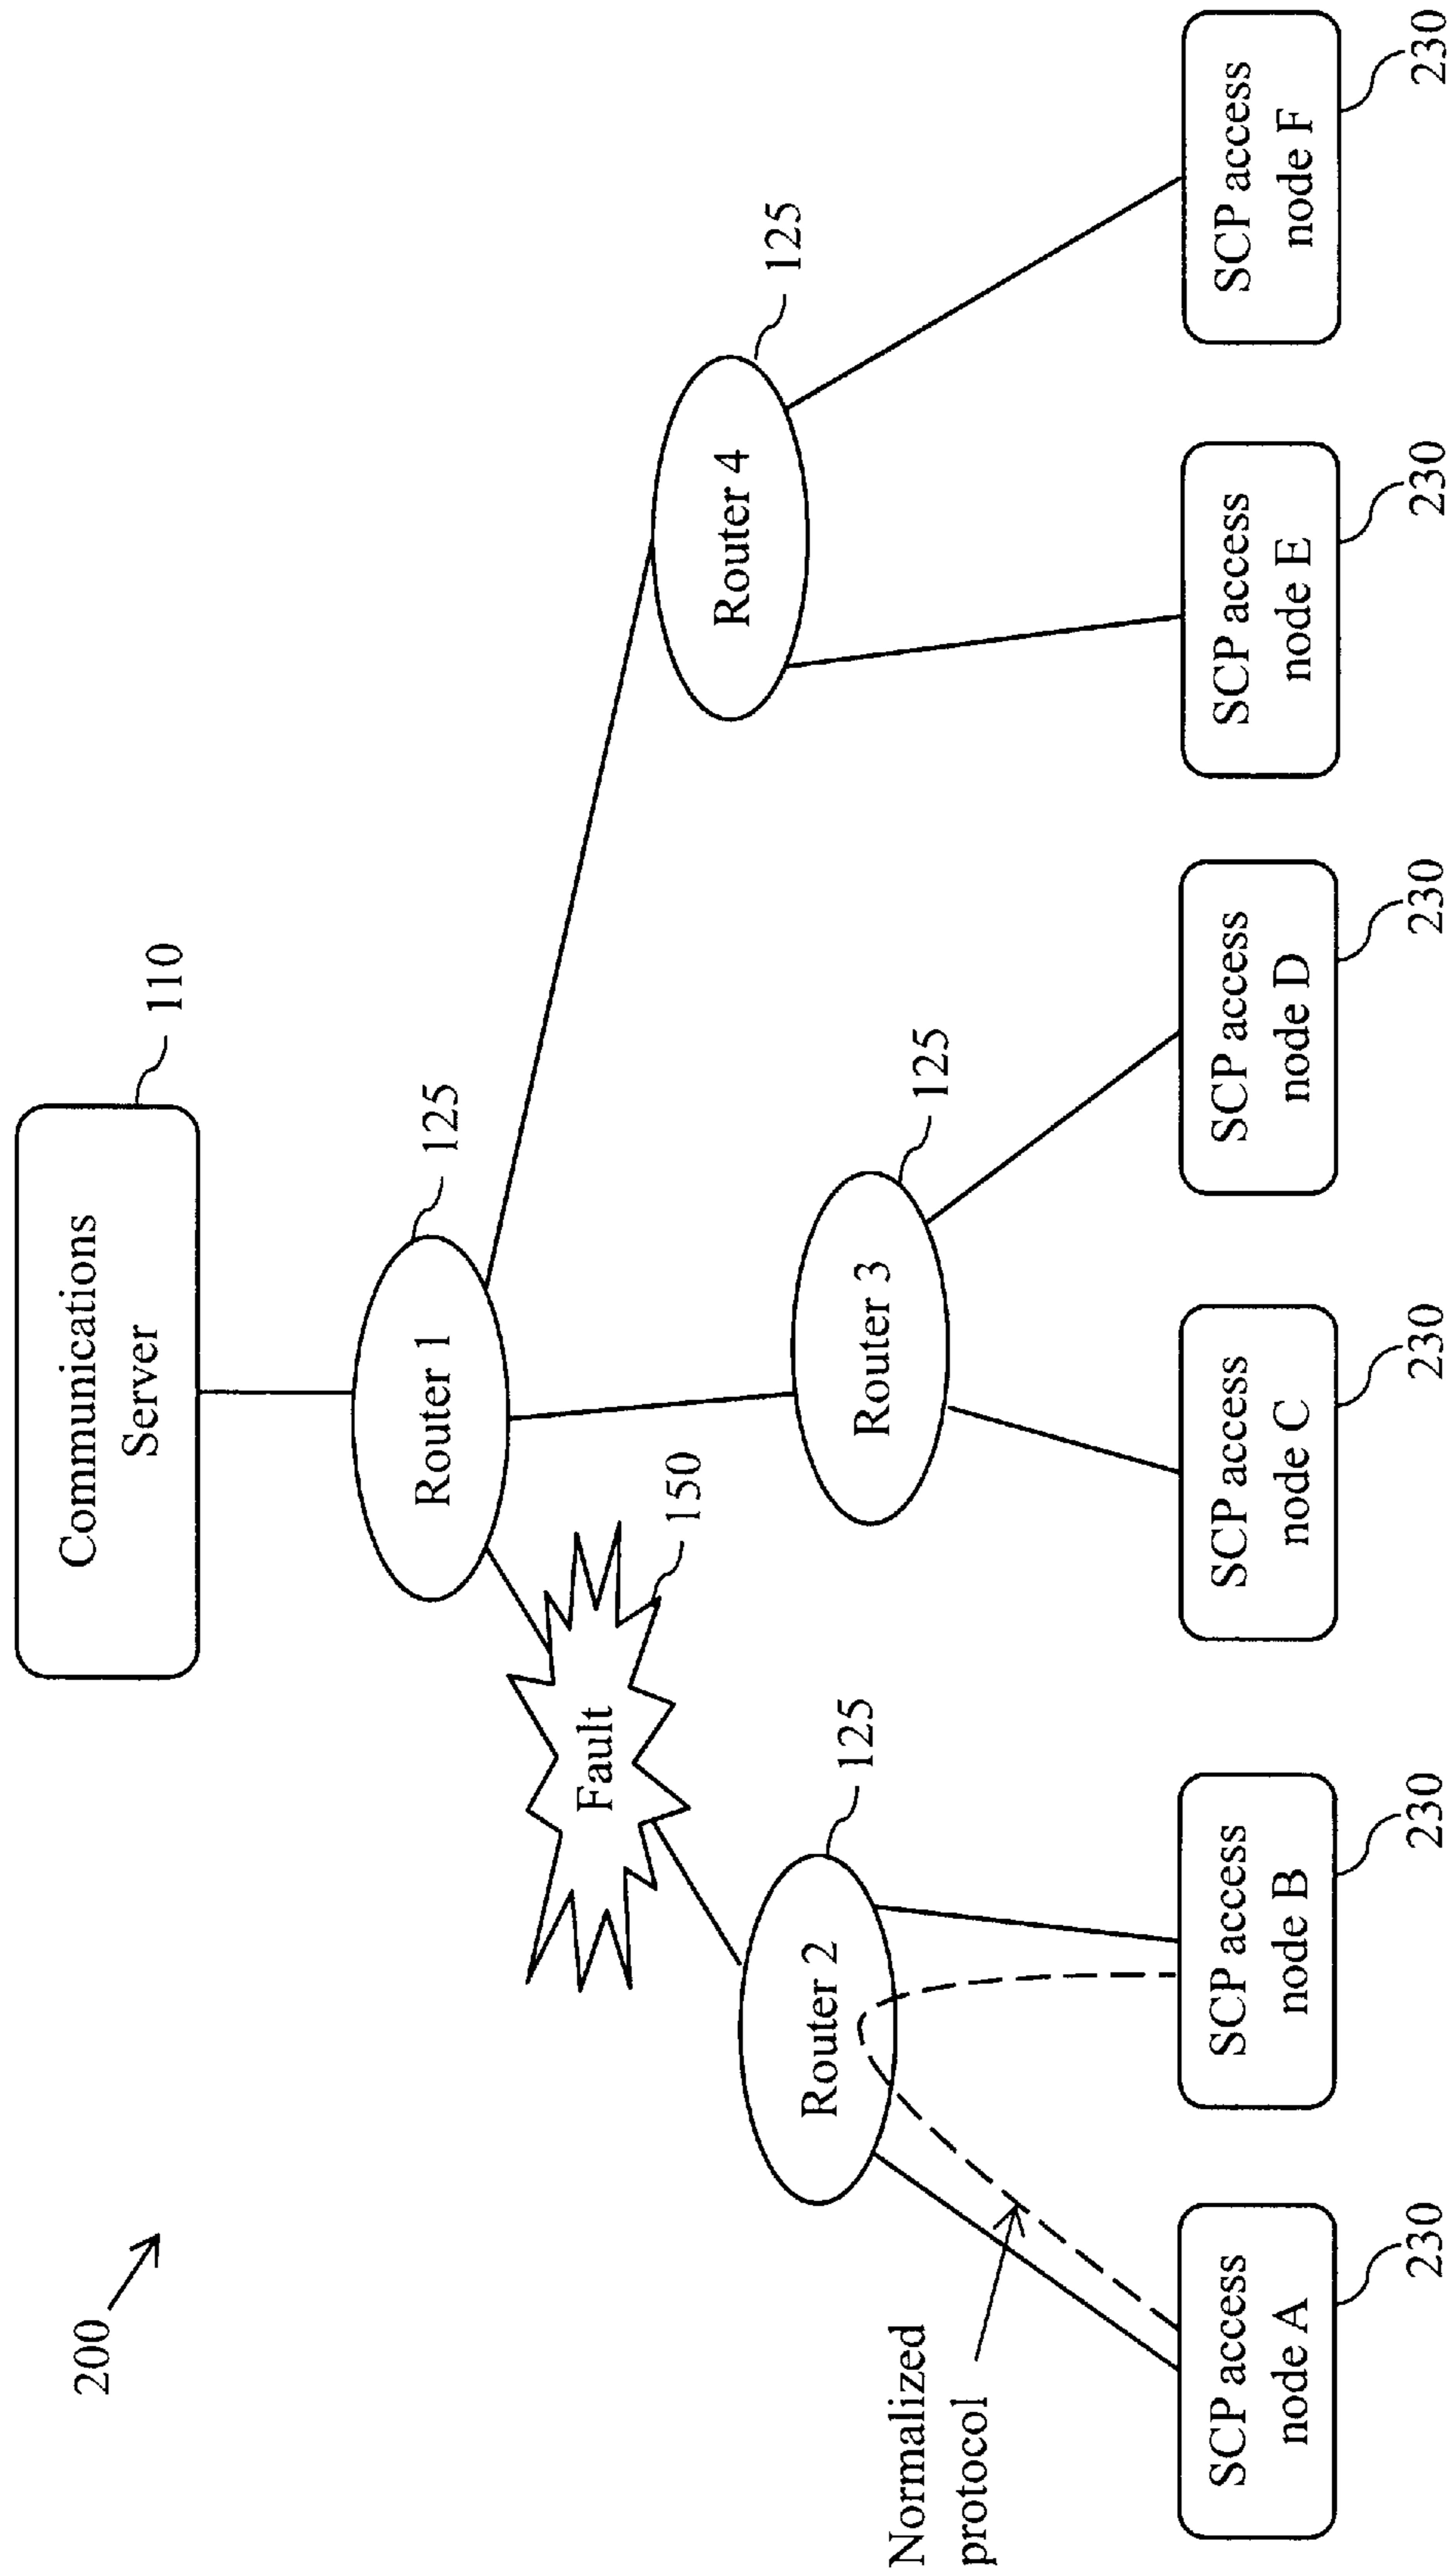 200
Communications
Server
110
Router 1
125
Fault
150
Router 4
125
Router 3
125
Router 2
125
Normalized
protocol
SCP access
node A
230
SCP access
node B
230
SCP access
node C
230
SCP access
node D
230
SCP access
node E
230
SCP access
node F
230